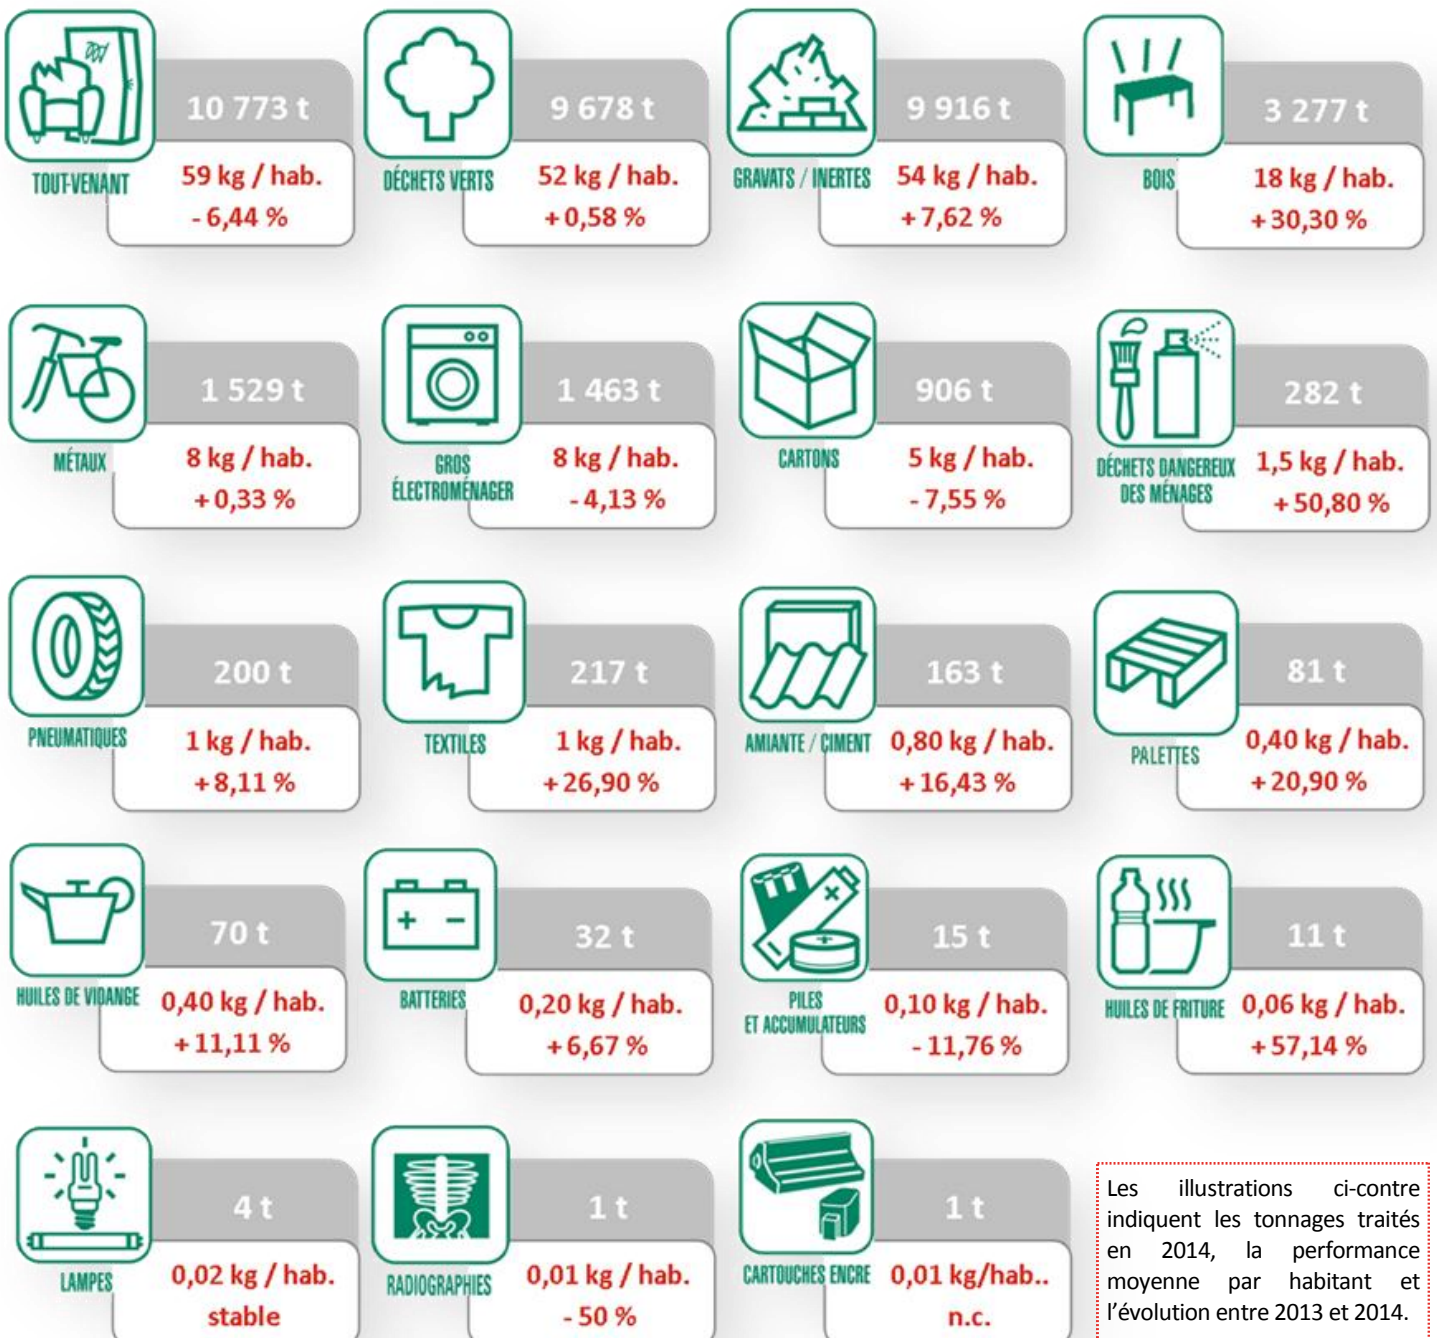 10 773 t
TOUT-VENANT
59 kg / hab.
- 6,44 %
9 678 t
DÉCHETS VERTS
52 kg / hab.
+ 0,58 %
9 916 t
GRAVATS / INERTES
54 kg / hab.
+ 7,62 %
3 277 t
BOIS
18 kg / hab.
+ 30,30 %
1 529 t
MÉTAUX
8 kg / hab.
+ 0,33 %
1 463 t
GROS
ÉLECTROMÉNAGER
8 kg / hab.
- 4,13 %
906 t
CARTONS
5 kg / hab.
- 7,55 %
282 t
DÉCHETS DANGEREUX
DES MÉNAGES
1,5 kg / hab.
+ 50,80 %
200 t
PNEUMATIQUES
1 kg / hab.
+ 8,11 %
217 t
TEXTILES
1 kg / hab.
+ 26,90 %
163 t
AMIANTE / CIMENT
0,80 kg / hab.
+ 16,43 %
81 t
PALETTES
0,40 kg / hab.
+ 20,90 %
70 t
HUILES DE VIDANGE
0,40 kg / hab.
+ 11,11 %
32 t
BATTERIES
0,20 kg / hab.
+ 6,67 %
15 t
PILES
ET ACCUMULATEURS
0,10 kg / hab.
- 11,76 %
11 t
HUILES DE FRITURE
0,06 kg / hab.
+ 57,14 %
4 t
LAMPES
0,02 kg / hab.
stable
1 t
RADIOGRAPHIES
0,01 kg / hab.
- 50 %
1 t
CARTOUCHES ENCRE
0,01 kg/hab..
n.c.
Les illustrations ci-contre
indiquent les tonnages traités
en 2014, la performance
moyenne par habitant et
l'évolution entre 2013 et 2014.